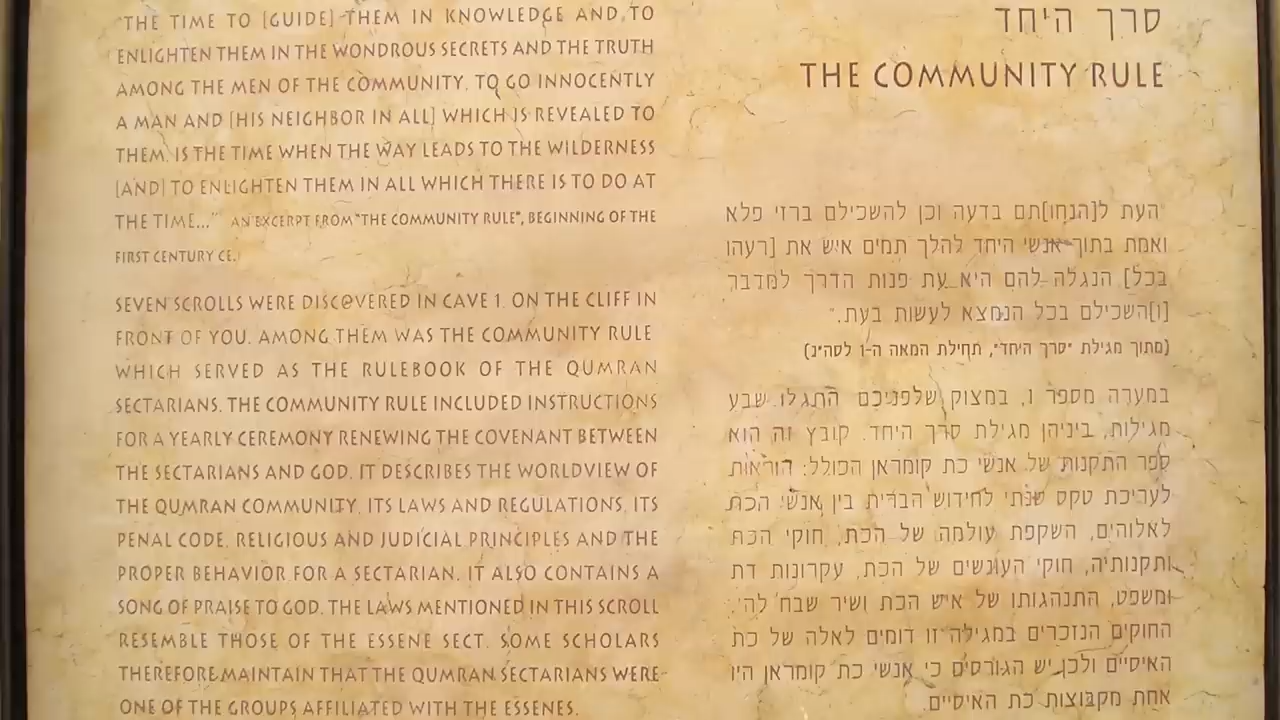 סרך היחד
THE COMMUNITY RULE
"THE TIME TO [GUIDE] THEM IN KNOWLEDGE AND TO
ENLIGHTEN THEM IN THE WONDROUS SECRETS AND THE TRUTH
AMONG THE MEN OF THE COMMUNITY, TO GO INNOCENTLY
A MAN AND [HIS NEIGHBOR IN ALL] WHICH IS REVEALED TO
THEM, IS THE TIME WHEN THE WAY LEADS TO THE WILDERNESS
[AND] TO ENLIGHTEN THEM IN ALL WHICH THERE IS TO DO AT
THE TIME..." AN EXCERPT FROM "THE COMMUNITY RULE", BEGINNING OF THE
FIRST CENTURY CE.)
SEVEN SCROLLS WERE DISCOVERED IN CAVE 1, ON THE CLIFF IN
FRONT OF YOU. AMONG THEM WAS THE COMMUNITY RULE
WHICH SERVED AS THE RULEBOOK OF THE QUMRAN
SECTARIANS. THE COMMUNITY RULE INCLUDED INSTRUCTIONS
FOR A YEARLY CEREMONY RENEWING THE COVENANT BETWEEN
THE SECTARIANS AND GOD. IT DESCRIBES THE WORLDVIEW OF
THE QUMRAN COMMUNITY, ITS LAWS AND REGULATIONS, ITS
PENAL CODE, RELIGIOUS AND JUDICIAL PRINCIPLES AND THE
PROPER BEHAVIOR FOR A SECTARIAN. IT ALSO CONTAINS A
SONG OF PRAISE TO GOD. THE LAWS MENTIONED IN THIS SCROLL
RESEMBLE THOSE OF THE ESSENE SECT. SOME SCHOLARS
THEREFORE MAINTAIN THAT THE QUMRAN SECTARIANS WERE
ONE OF THE GROUPS AFFILIATED WITH THE ESSENES.
"העת ל[הנחו]תם בדעה וכן להשכילם ברזי פלא
ואמת בתוך אנשי היחד להלך תמים איש את [רעהו
בכל] הנגלה להם היא עת פנות הדרך למדבר
[ו]השכילם בכל הנמצא לעשות בעת."
(מתוך מגילת "סרך היחד", תחילת המאה ה-1 לסה"נ)
במערה מספר 1, במצוק שלפניכם התגלו שבע
מגילות, ביניהן מגילת סרך היחד. קובץ זה הוא
ספר התקנות של אנשי כת קומראן הכולל: הוראות
לעריכת טקס שנתי לחידוש הברית בין אנשי הכת
לאלוהים, השקפת עולמה של הכת, חוקי הכת
ותקנותיה, חוקי העונשים של הכת, עקרונות דת
ומשפט, התנהגותו של איש הכת ושיר שבח לה'.
החוקים הנזכרים במגילה זו דומים לאלה של כת
האיסיים ולכן יש הגורסים כי אנשי כת קומראן היו
אחת מקבוצות כת האיסיים.